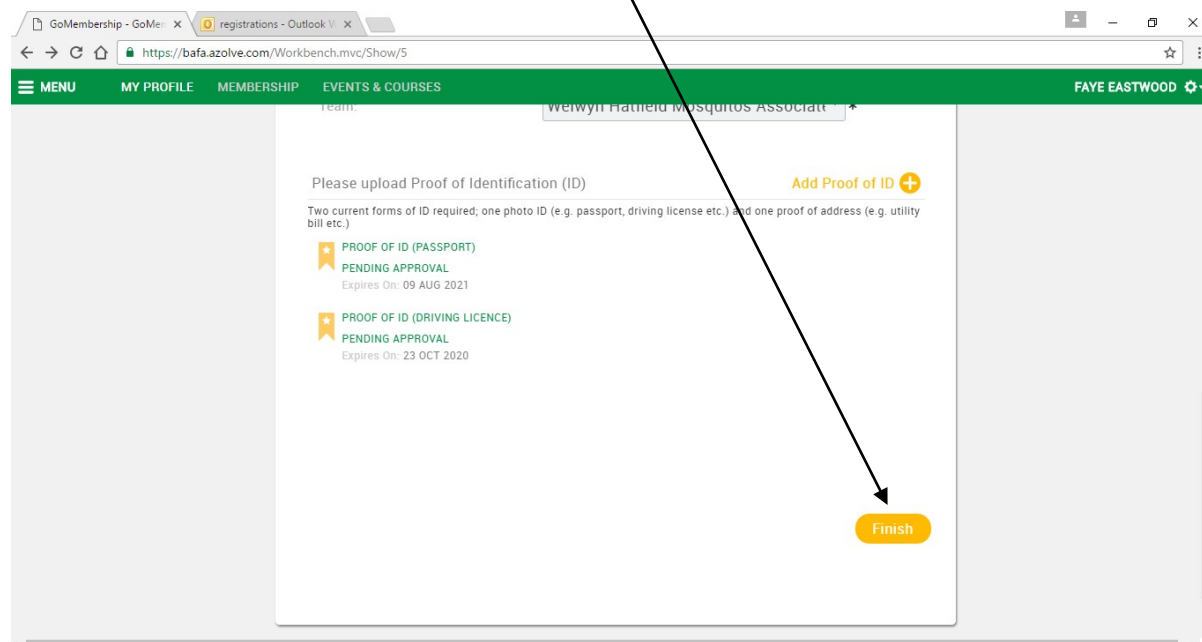 GoMembership - GoMem
registrations - Outlook W
https://bafa.azolve.com/Workbench.mvc/Show/5
MENU MY PROFILE MEMBERSHIP EVENTS & COURSES FAYE EASTWOOD
Team: Welwyn Hatfield Mosquitos Associate *
Please upload Proof of Identification (ID) Add Proof of ID
Two current forms of ID required; one photo ID (e.g. passport, driving license etc.) and one proof of address (e.g. utility
bill etc.)
PROOF OF ID (PASSPORT)
PENDING APPROVAL
Expires On: 09 AUG 2021
PROOF OF ID (DRIVING LICENCE)
PENDING APPROVAL
Expires On: 23 OCT 2020
Finish